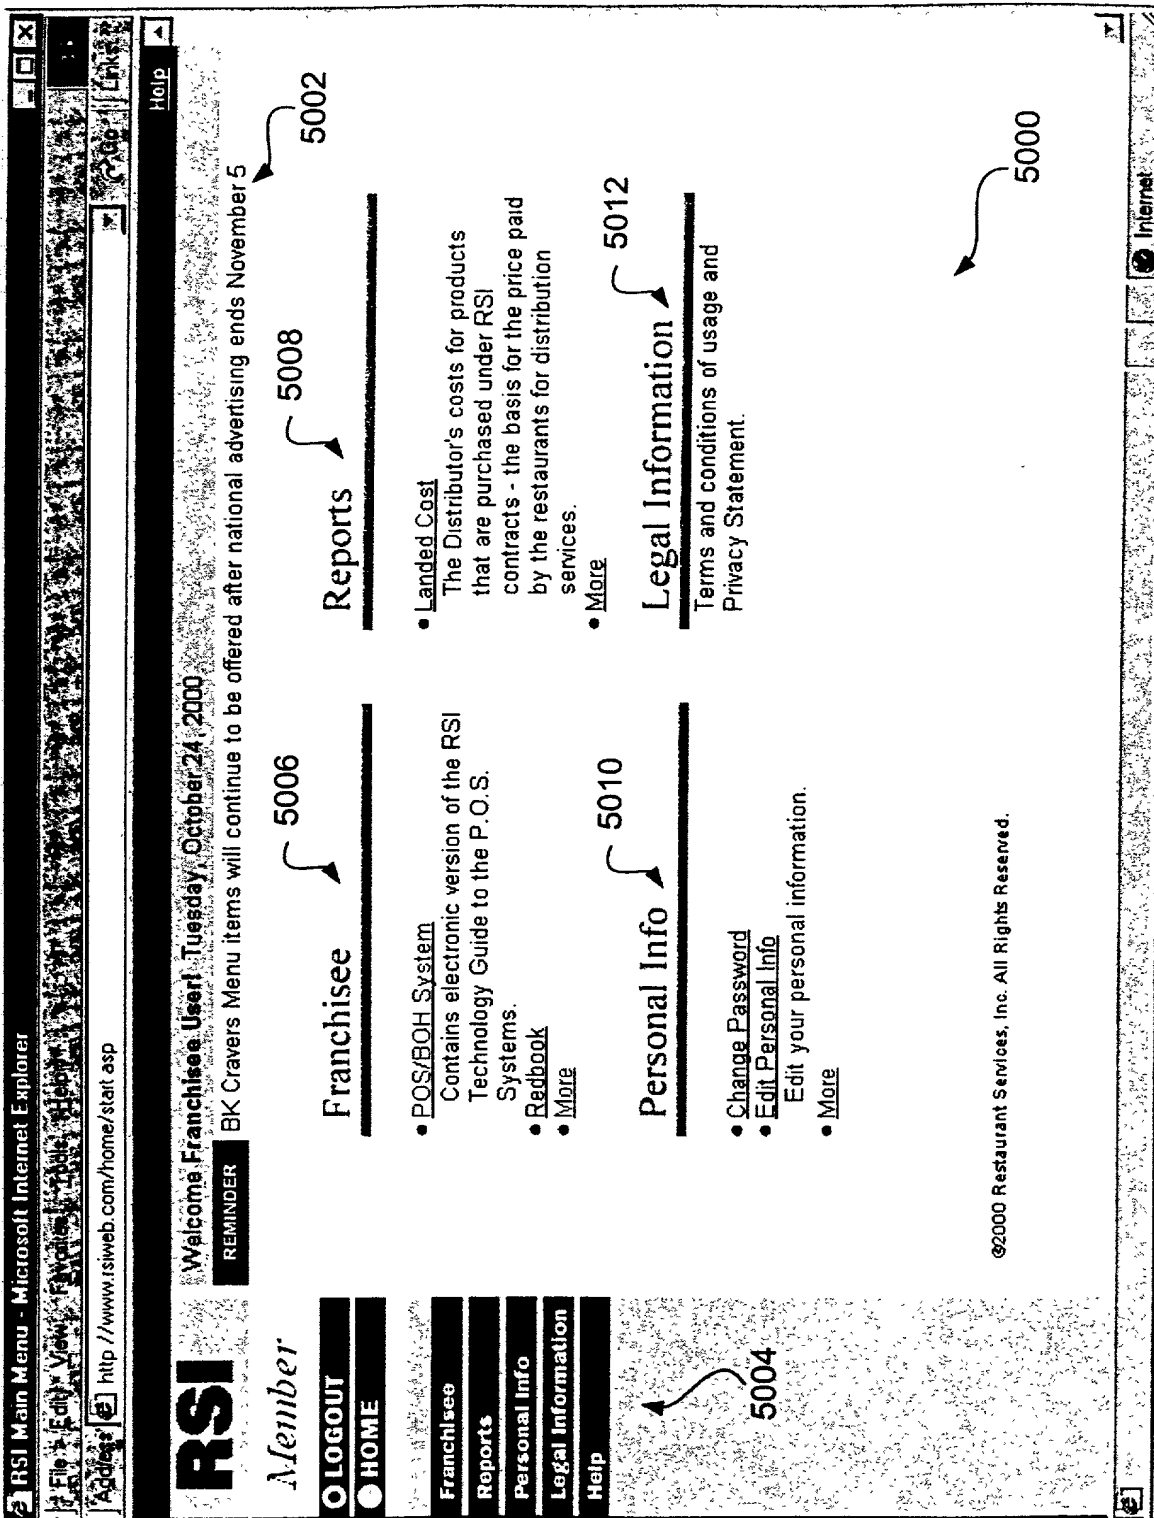 RSI Main Menu - Microsoft Internet Explorer
File Edit View Favorites Tools Help
Address http //www.rsiweb.com/home/start asp
Go Links »
Help
RSI
Welcome Franchisee User! Tuesday, October 24, 2000
REMINDER BK Cravers Menu items will continue to be offered after national advertising ends November 5
5002
Member
LOGOUT
HOME
Franchisee
Reports
Personal Info
Legal Information
Help
5004
Franchisee
5006
• POS/BOH System
Contains electronic version of the RSI
Technology Guide to the P.O.S.
Systems.
• Redbook
• More
Reports
5008
• Landed Cost
The Distributor's costs for products
that are purchased under RSI
contracts - the basis for the price paid
by the restaurants for distribution
services.
• More
Personal Info
5010
• Change Password
• Edit Personal Info
Edit your personal information.
• More
Legal Information
5012
Terms and conditions of usage and
Privacy Statement.
5000
©2000 Restaurant Services, Inc. All Rights Reserved.
Internet